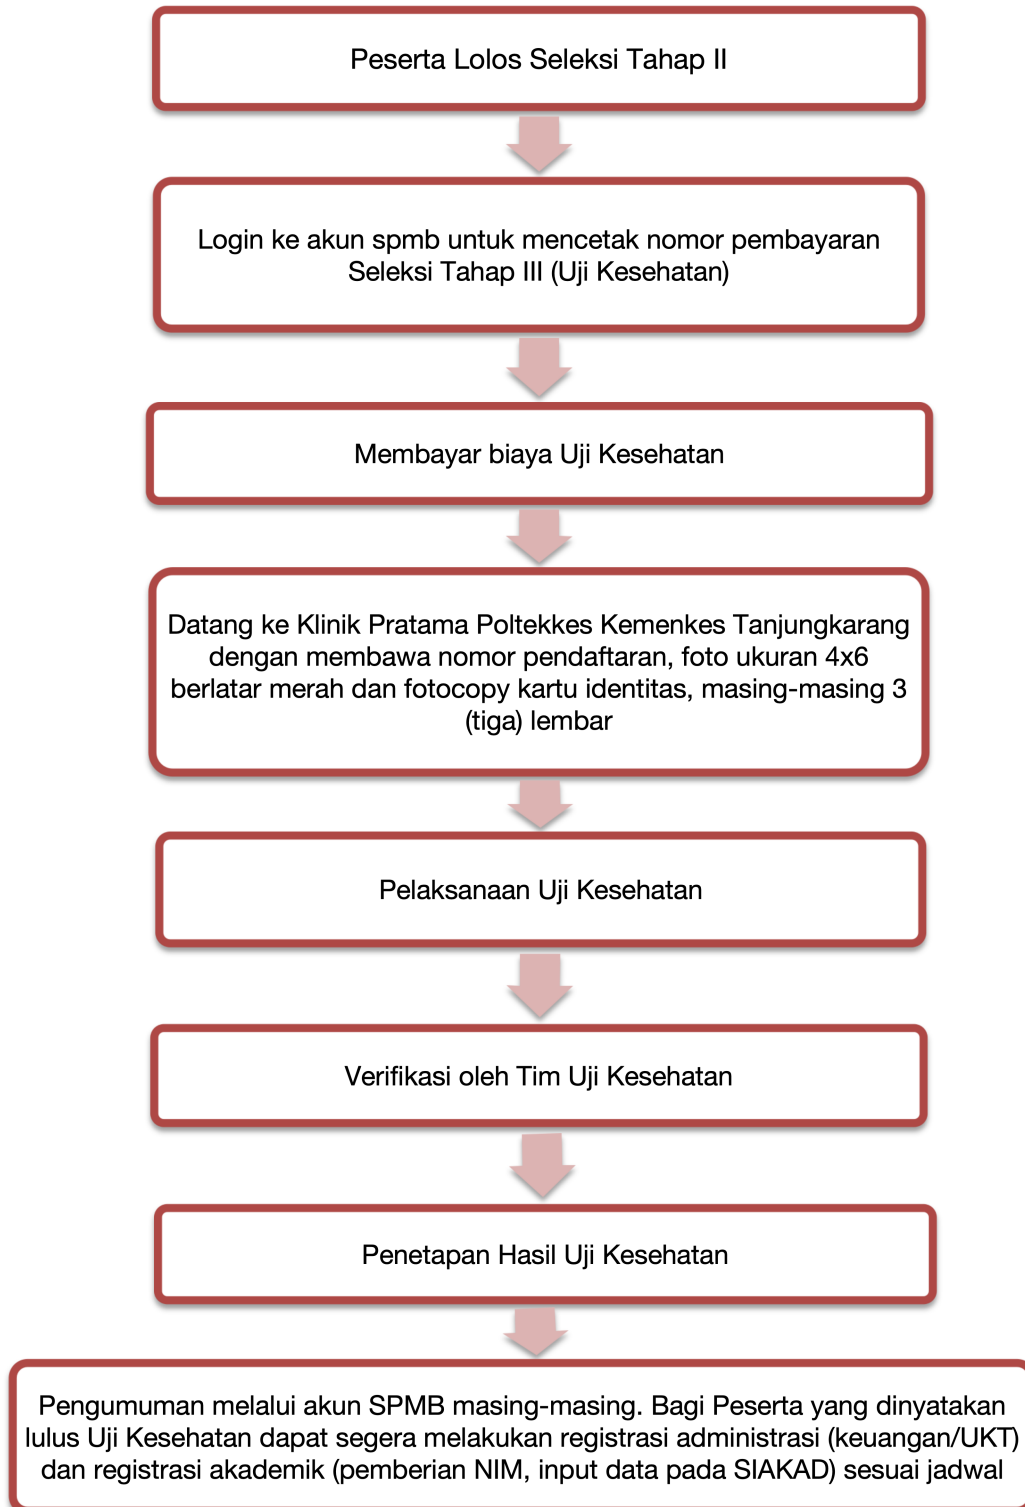 Peserta Lolos Seleksi Tahap II
Login ke akun spmb untuk mencetak nomor pembayaran
Seleksi Tahap III (Uji Kesehatan)
Membayar biaya Uji Kesehatan
Datang ke Klinik Pratama Poltekkes Kemenkes Tanjungkarang
dengan membawa nomor pendaftaran, foto ukuran 4x6
berlatar merah dan fotocopy kartu identitas, masing-masing 3
(tiga) lembar
Pelaksanaan Uji Kesehatan
Verifikasi oleh Tim Uji Kesehatan
Penetapan Hasil Uji Kesehatan
Pengumuman melalui akun SPMB masing-masing. Bagi Peserta yang dinyatakan
lulus Uji Kesehatan dapat segera melakukan registrasi administrasi (keuangan/UKT)
dan registrasi akademik (pemberian NIM, input data pada SIAKAD) sesuai jadwal